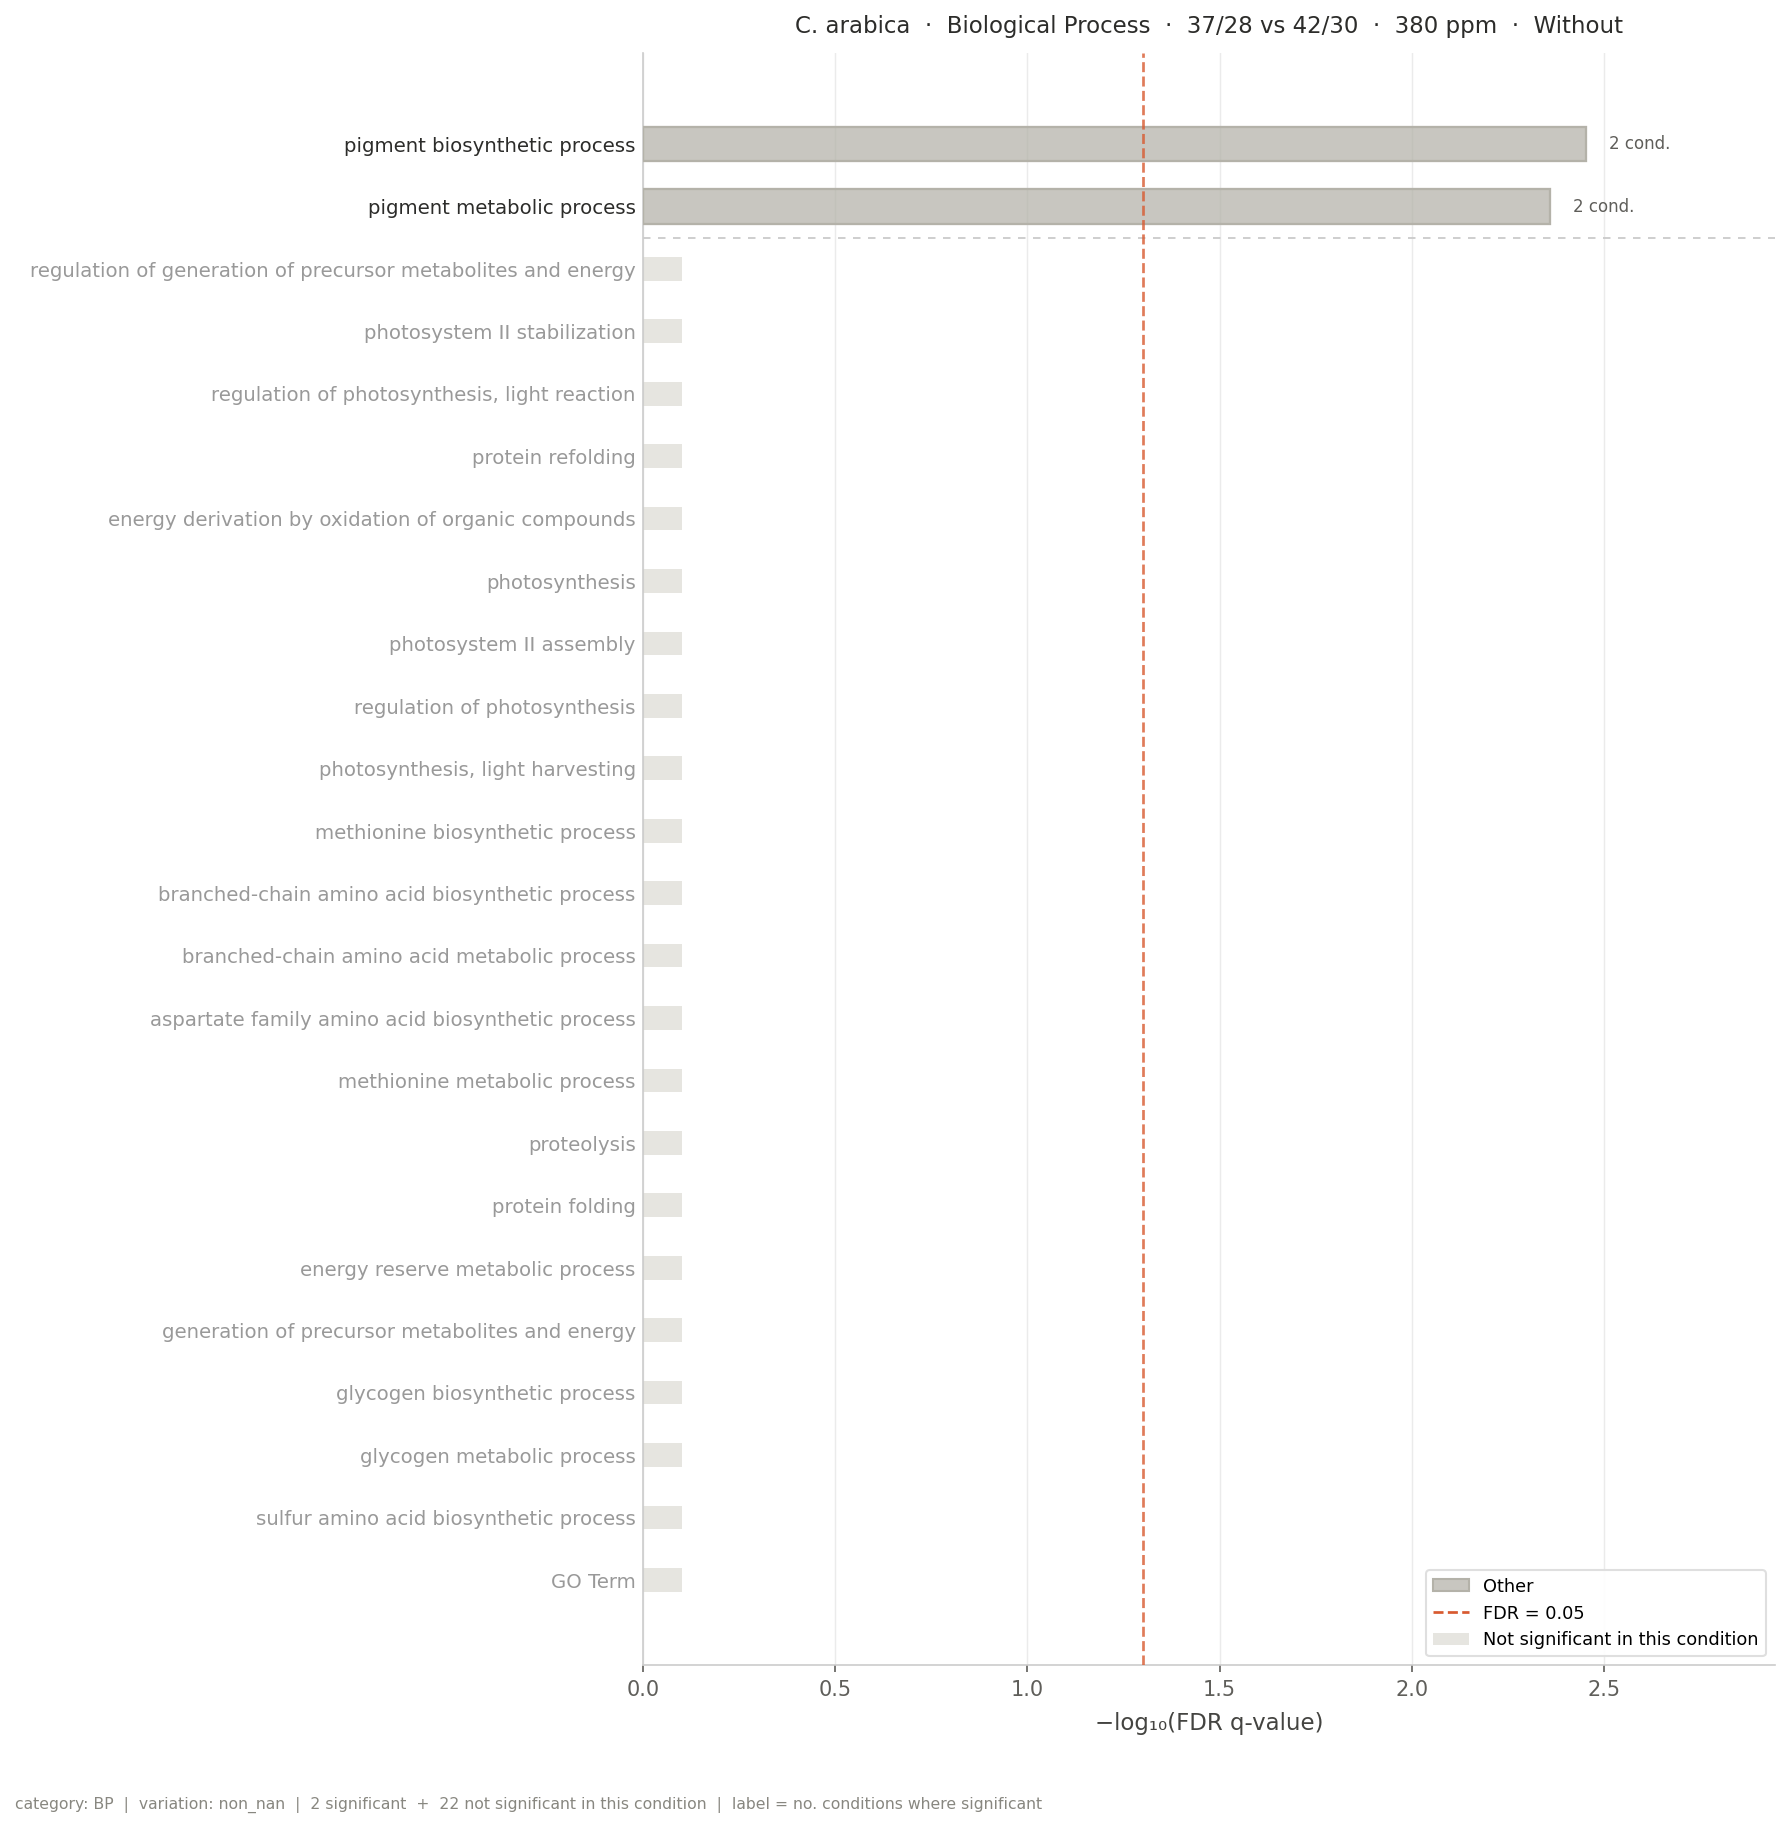 C. arabica · Biological Process · 37/28 vs 42/30 · 380 ppm · Without
pigment biosynthetic process
2 cond.
pigment metabolic process
2 cond.
regulation of generation of precursor metabolites and energy
photosystem II stabilization
regulation of photosynthesis, light reaction
protein refolding
energy derivation by oxidation of organic compounds
photosynthesis
photosystem II assembly
regulation of photosynthesis
photosynthesis, light harvesting
methionine biosynthetic process
branched-chain amino acid biosynthetic process
branched-chain amino acid metabolic process
aspartate family amino acid biosynthetic process
methionine metabolic process
proteolysis
protein folding
energy reserve metabolic process
generation of precursor metabolites and energy
glycogen biosynthetic process
glycogen metabolic process
sulfur amino acid biosynthetic process
GO Term
Other
FDR = 0.05
Not significant in this condition
0.0 0.5 1.0 1.5 2.0 2.5
−log₁₀(FDR q-value)
category: BP | variation: non_nan | 2 significant + 22 not significant in this condition | label = no. conditions where significant